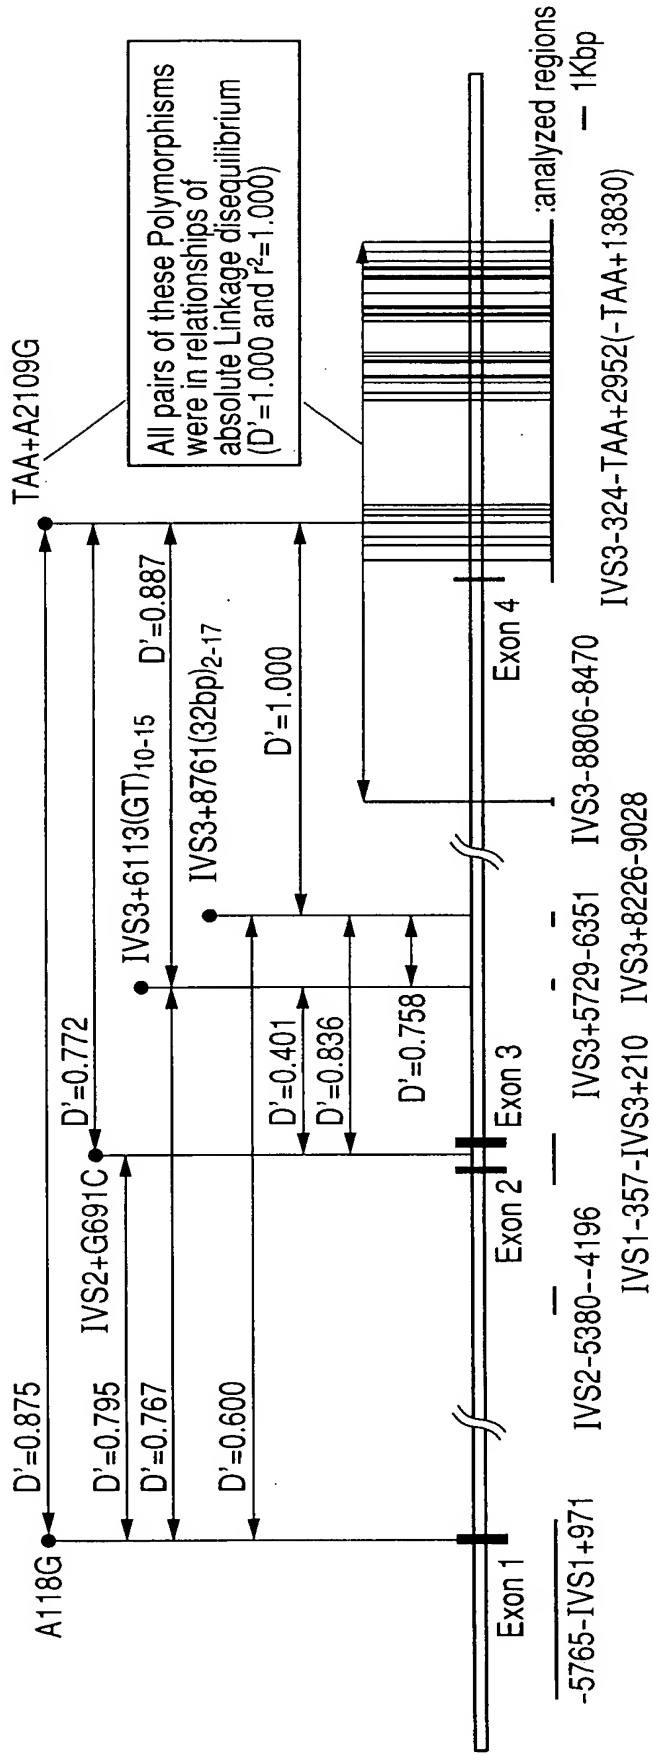 A118G
D'=0.875
TAA+A2109G
IVS2+G691C
D'=0.772
D'=0.795
All pairs of these Polymorphisms
were in relationships of
absolute Linkage disequilibrium
(D'=1.000 and r²=1.000)
IVS3+6113(GT)10-15
D'=0.767
D'=0.887
IVS3+8761(32bp)2-17
D'=0.600
D'=1.000
D'=0.401
D'=0.836
D'=0.758
Exon 1
Exon 2
Exon 3
Exon 4
:analyzed regions
1Kbp
-5765-IVS1+971
IVS2-5380--4196
IVS3+5729-6351
IVS3-8806-8470
IVS3-324-TAA+2952(-TAA+13830)
IVS1-357-IVS3+210
IVS3+8226-9028